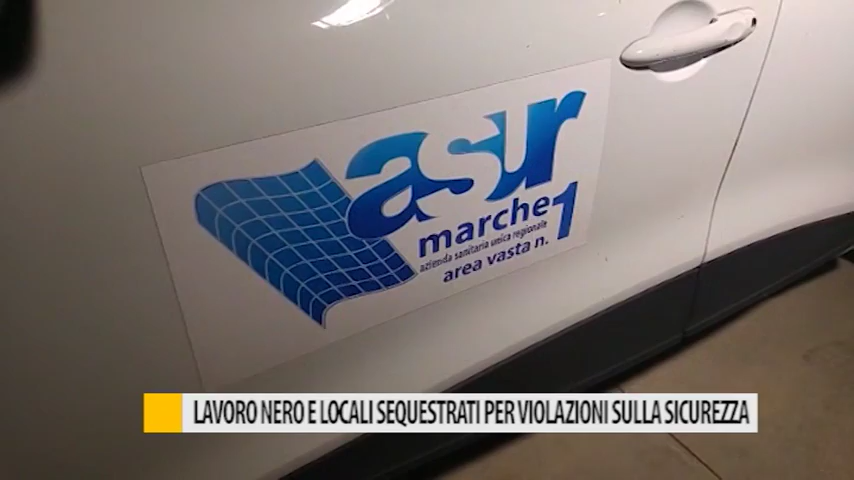 asur
marche 1
azienda sanitaria unica regionale
area vasta n.
LAVORO NERO E LOCALI SEQUESTRATI PER VIOLAZIONI SULLA SICUREZZA